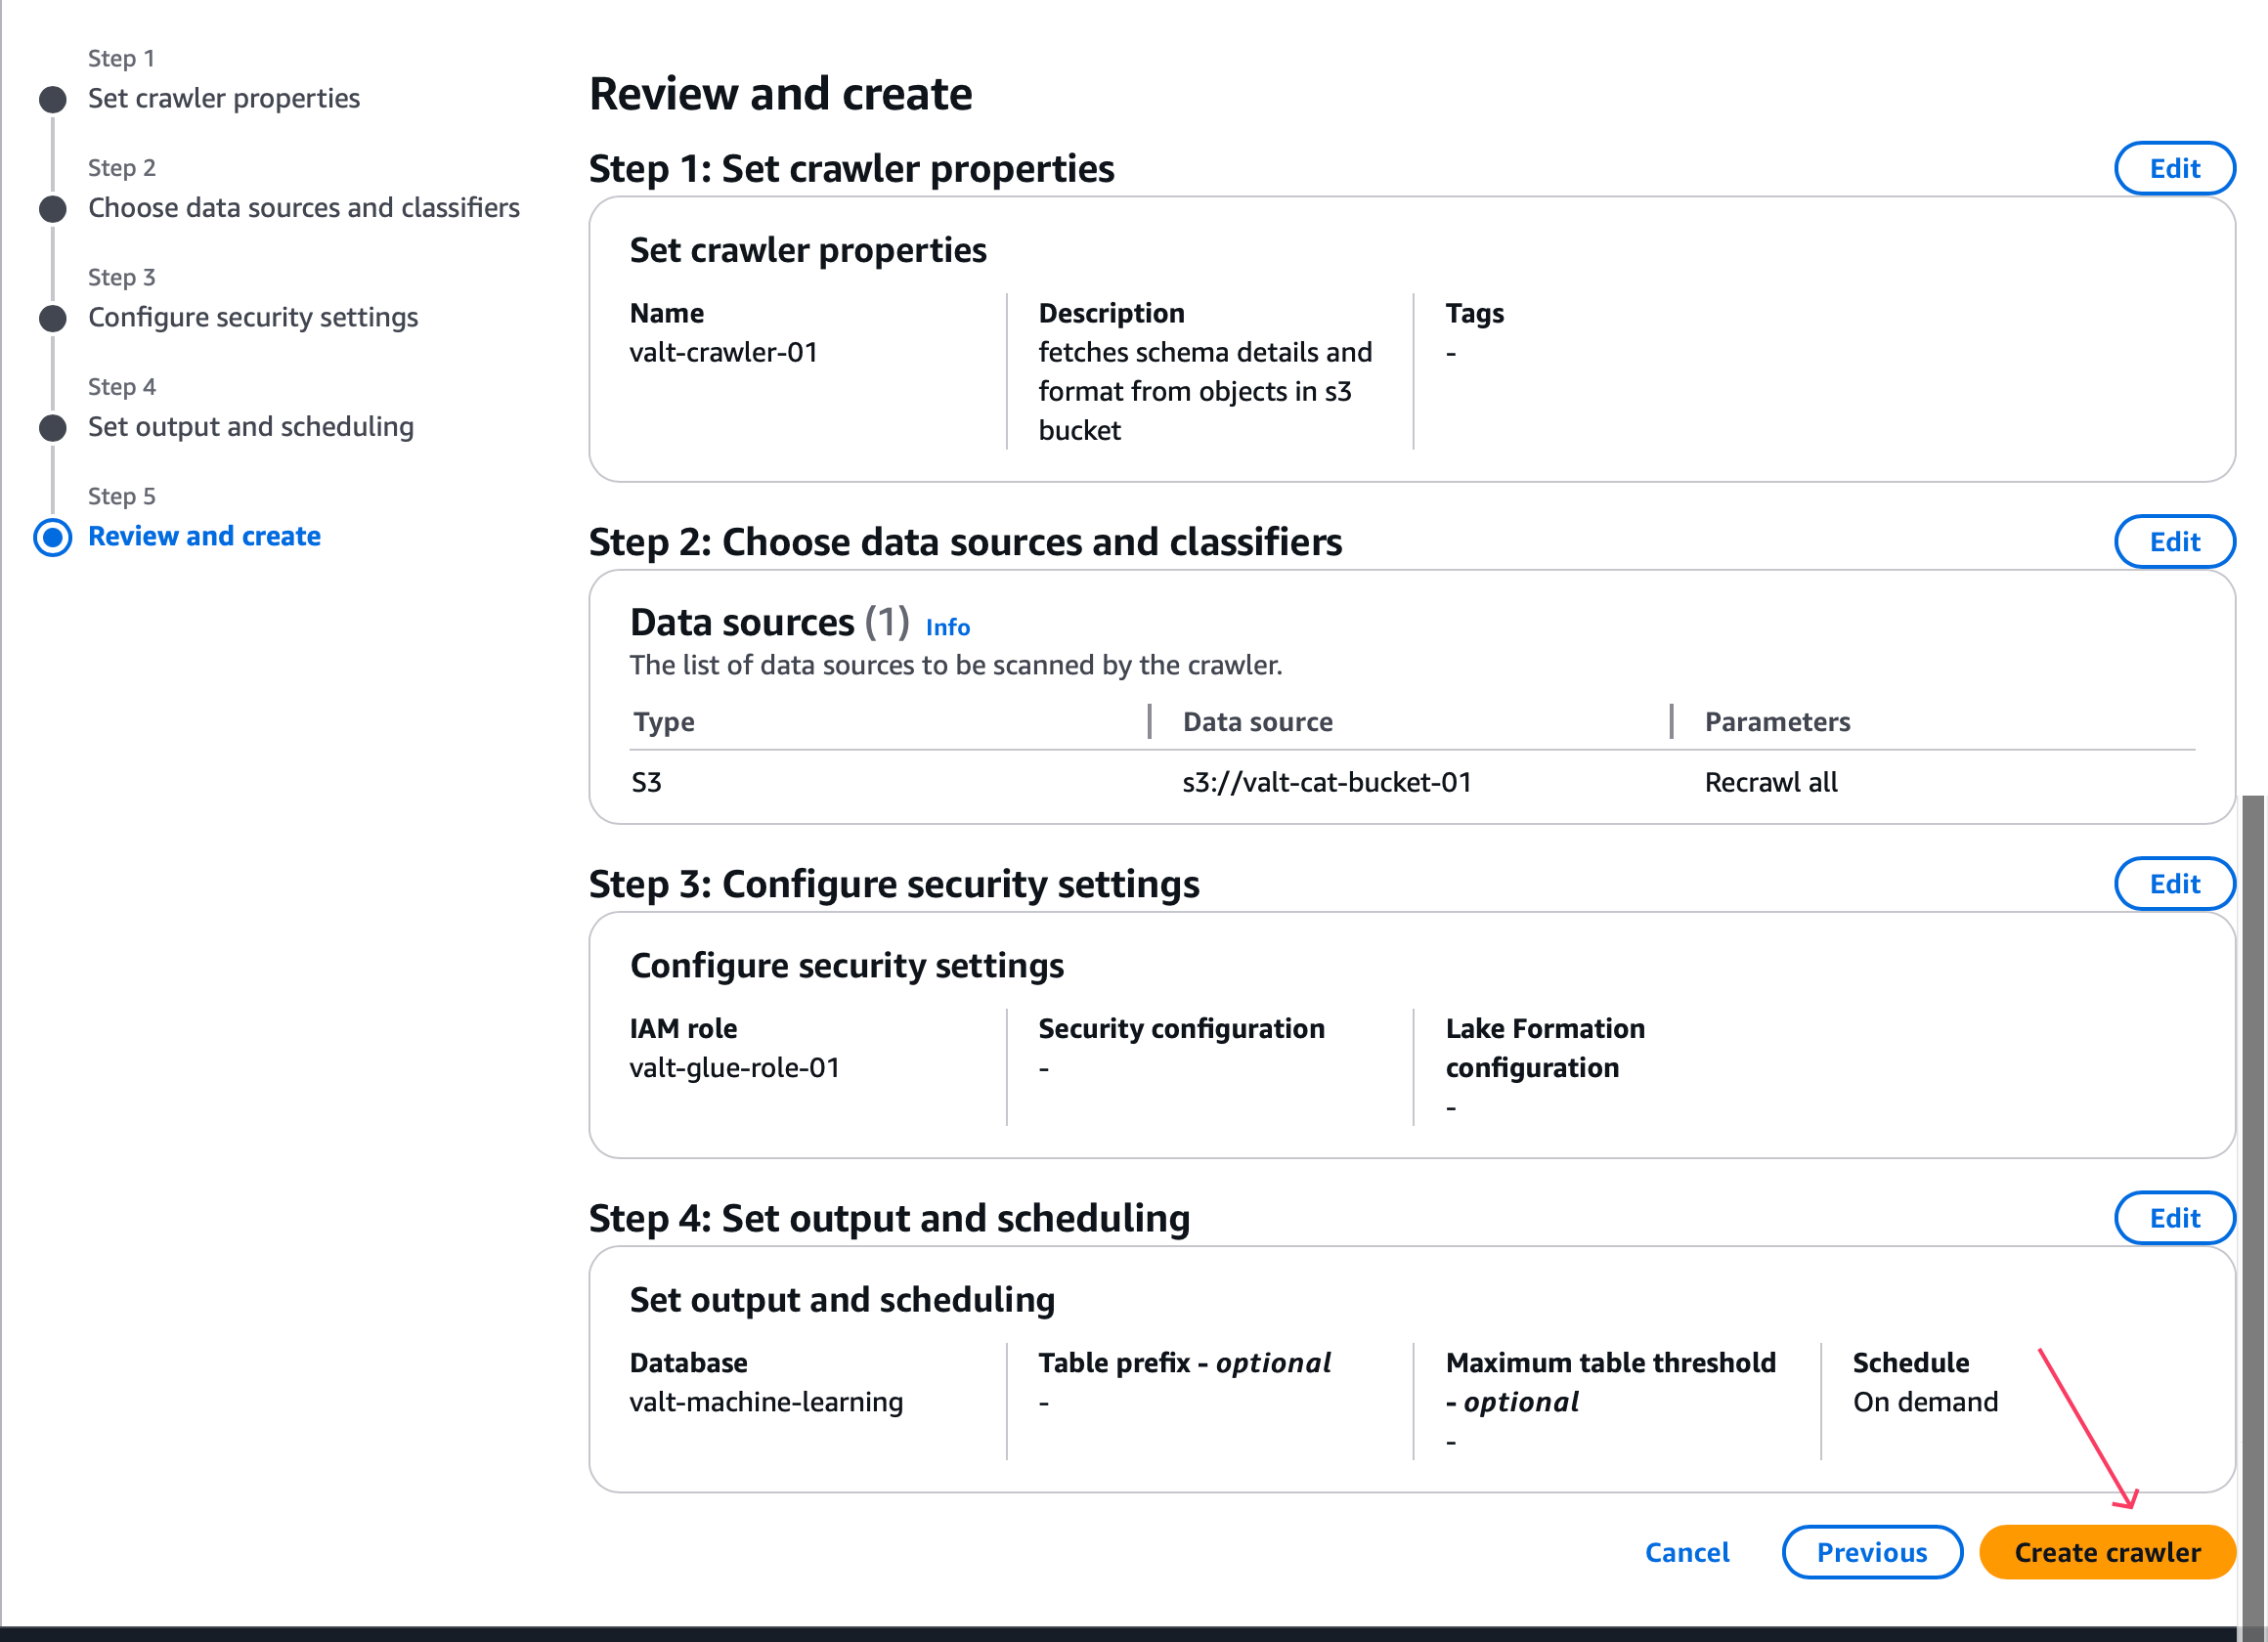 Step 1
Set crawler properties
Step 2
Choose data sources and classifiers
Step 3
Configure security settings
Step 4
Set output and scheduling
Step 5
Review and create
Review and create
Step 1: Set crawler properties
Edit
Set crawler properties
Name
valt-crawler-01
Description
fetches schema details and
format from objects in s3
bucket
Tags
-
Step 2: Choose data sources and classifiers
Edit
Data sources (1) Info
The list of data sources to be scanned by the crawler.
Type Data source Parameters
S3 s3://valt-cat-bucket-01 Recrawl all
Step 3: Configure security settings
Edit
Configure security settings
IAM role
valt-glue-role-01
Security configuration
-
Lake Formation
configuration
-
Step 4: Set output and scheduling
Edit
Set output and scheduling
Database
valt-machine-learning
Table prefix - optional
-
Maximum table threshold
- optional
-
Schedule
On demand
Cancel Previous Create crawler